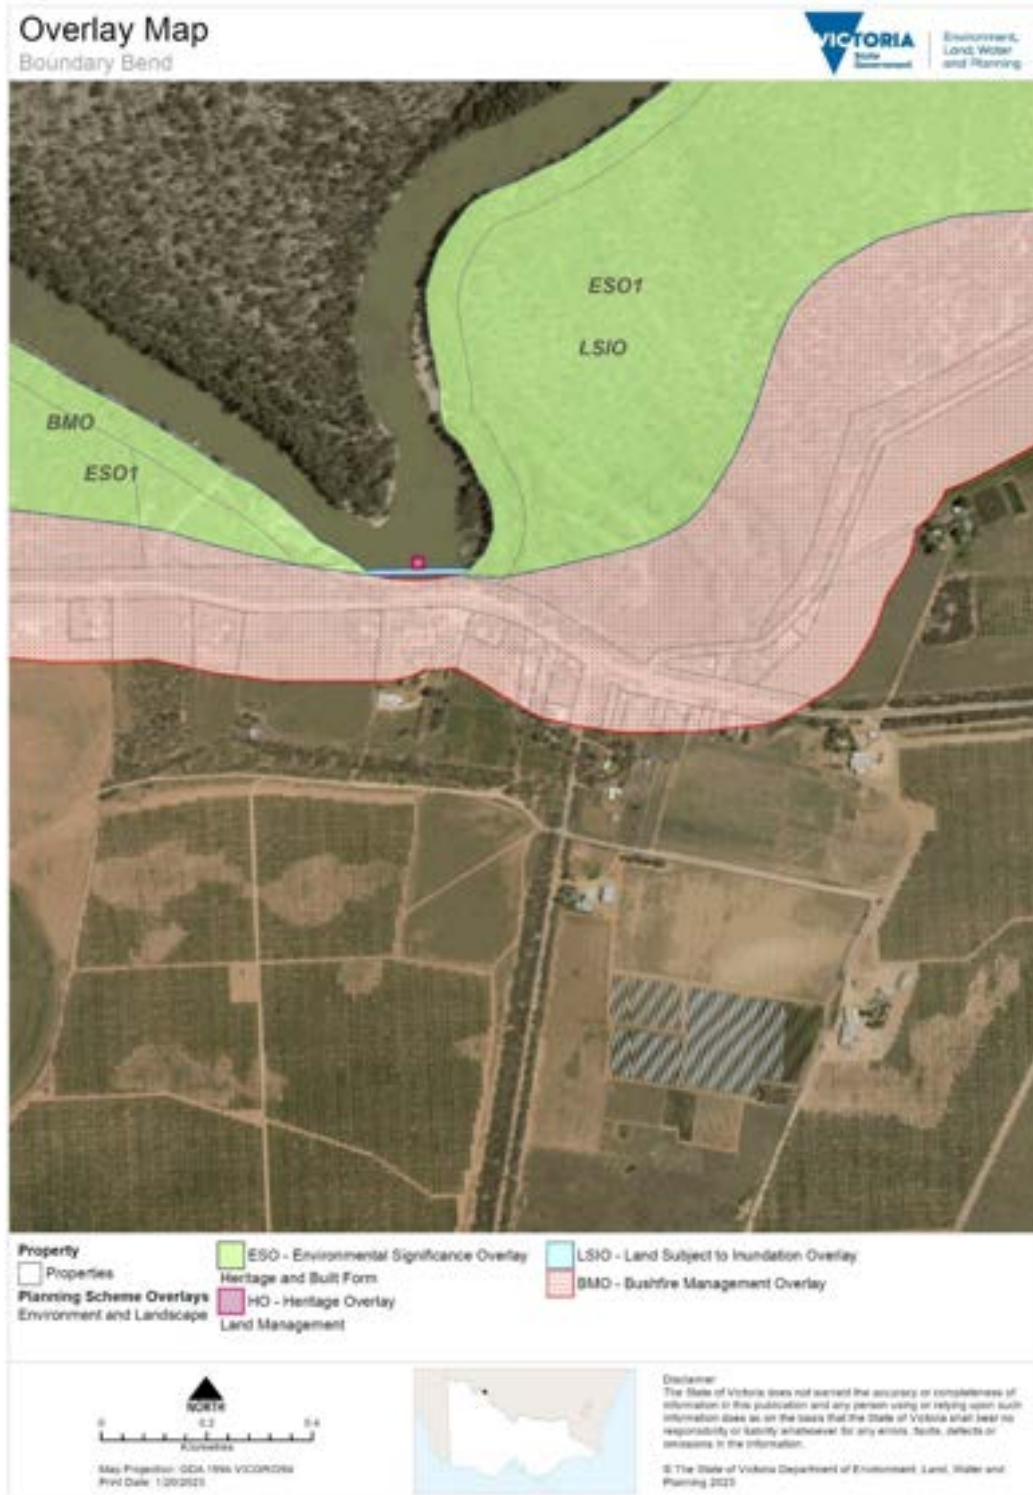 Overlay Map
Boundary Bend
VICTORIA
State
Government
Environment,
Land, Water
and Planning
ESO1
LSIO
BMO
ESO1
Property
Properties
Planning Scheme Overlays
Environment and Landscape
ESO - Environmental Significance Overlay
Heritage and Built Form
HO - Heritage Overlay
Land Management
LSIO - Land Subject to Inundation Overlay
BMO - Bushfire Management Overlay
NORTH
0 0.2 0.4
Kilometres
Map Projection: GDA 1994 VICGRID94
Print Date: 1/20/2023
Disclaimer
The State of Victoria does not warrant the accuracy or completeness of
information in this publication and any person using or relying upon such
information does so on the basis that the State of Victoria shall bear no
responsibility or liability whatsoever for any errors, faults, defects or
omissions in the information.
© The State of Victoria Department of Environment, Land, Water and
Planning 2023